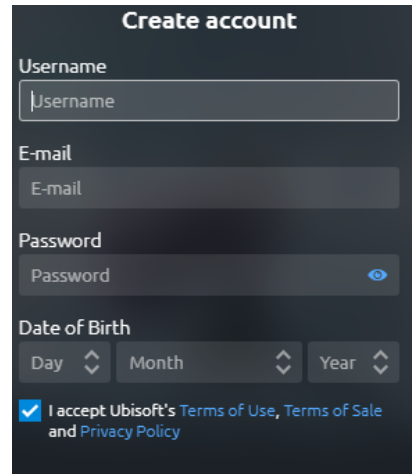 Create account
Username
Username
E-mail
E-mail
Password
Password
Date of Birth
Day Month Year
I accept Ubisoft's Terms of Use, Terms of Sale
and Privacy Policy